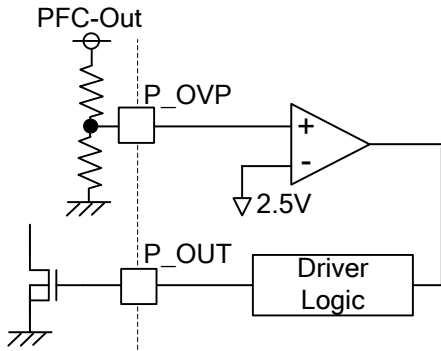 PFC-Out
P_OVP
+
-
2.5V
P_OUT
Driver
Logic